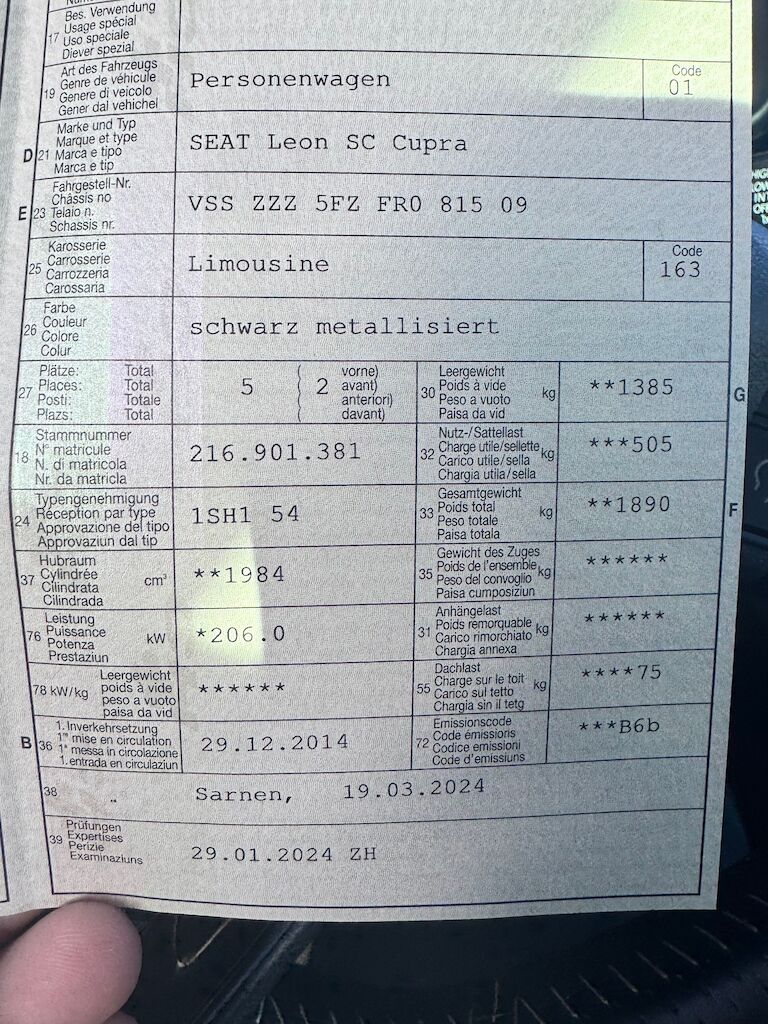 17 Bes. Verwendung
Usage spécial
Uso speciale
Diever spezial
19 Art des Fahrzeugs
Genre de véhicule
Genere di veicolo
Gener dal vehichel
Personenwagen
Code
01
D 21 Marke und Typ
Marque et type
Marca e tipo
Marca e tip
SEAT Leon SC Cupra
E 23 Fahrgestell-Nr.
Châssis no
Telaio n.
Schassis nr.
VSS ZZZ 5FZ FR0 815 09
25 Karosserie
Carrosserie
Carrozzeria
Carossaria
Limousine
Code
163
26 Farbe
Couleur
Colore
Colur
schwarz metallisiert
27 Plätze: Total
Places: Total
Posti: Totale
Plazs: Total
5
( 2 vorne)
avant)
anteriori)
davant)
30 Leergewicht
Poids à vide
Peso a vuoto
Paisa da vid
kg
**1385
G
18 Stammnummer
N° matricule
N. di matricola
Nr. da matricla
216.901.381
32 Nutz-/Sattellast
Charge utile/sellette
Carico utile/sella
Chargia utila/sella
kg
***505
24 Typengenehmigung
Réception par type
Approvazione del tipo
Approvaziun dal tip
1SH1 54
33 Gesamtgewicht
Poids total
Peso totale
Paisa totala
kg
**1890
F
37 Hubraum
Cylindrée
Cilindrata
Cilindrada
cm³
**1984
35 Gewicht des Zuges
Poids de l'ensemble
Peso del convoglio
Paisa cumposiziun
kg
******
76 Leistung
Puissance
Potenza
Prestaziun
kW
*206.0
31 Anhängelast
Poids remorquable
Carico rimorchiato
Chargia annexa
kg
******
78 kW/kg
Leergewicht
poids à vide
peso a vuoto
paisa da vid
******
55 Dachlast
Charge sur le toit
Carico sul tetto
Chargia sin il tetg
kg
****75
B 36 1. Inverkehrsetzung
1re mise en circulation
1a messa in circolazione
1. entrada en circulaziun
29.12.2014
72 Emissionscode
Code émissions
Codice emissioni
Code d'emissiuns
***B6b
38
Sarnen, 19.03.2024
39 Prüfungen
Expertises
Perizie
Examinaziuns
29.01.2024 ZH